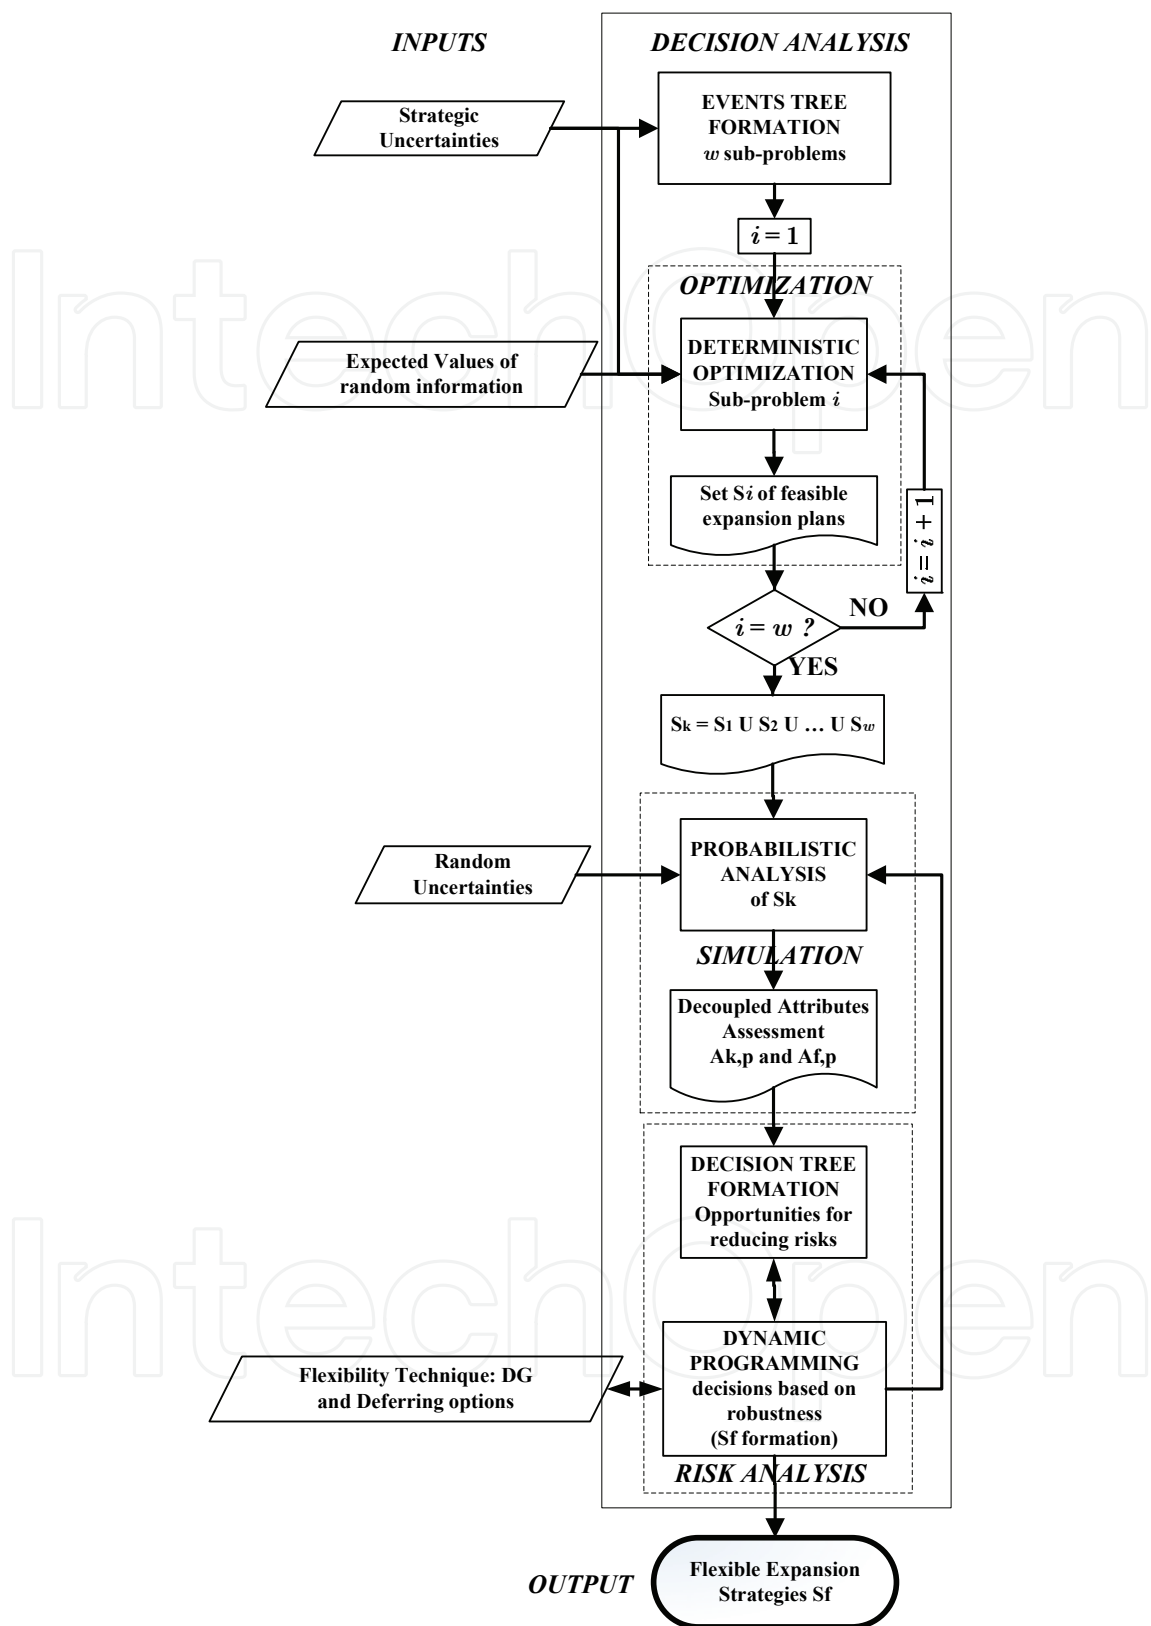 INPUTS
DECISION ANALYSIS
EVENTS TREE
FORMATION
w sub-problems
Strategic
Uncertainties
i = 1
OPTIMIZATION
DETERMINISTIC
OPTIMIZATION
Sub-problem i
Expected Values of
random information
Set Si of feasible
expansion plans
i = i + 1
i = w ?
NO
YES
Sk = S1 U S2 U … U Sw
PROBABILISTIC
ANALYSIS
of Sk
Random
Uncertainties
SIMULATION
Decoupled Attributes
Assessment
Ak,p and Af,p
DECISION TREE
FORMATION
Opportunities for
reducing risks
DYNAMIC
PROGRAMMING
decisions based on
robustness
(Sf formation)
Flexibility Technique: DG
and Deferring options
RISK ANALYSIS
OUTPUT
Flexible Expansion
Strategies Sf
IntechOpen
IntechOpen